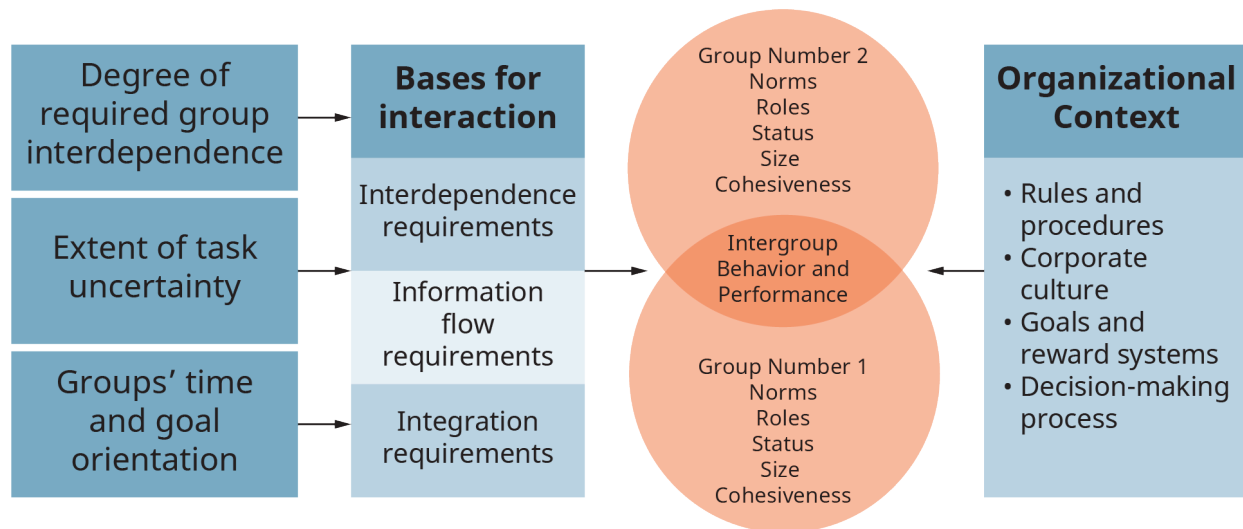 Degree of
required group
interdependence
Extent of task
uncertainty
Groups’ time
and goal
orientation
Bases for
interaction
Interdependence
requirements
Information
flow
requirements
Integration
requirements
Group Number 2
Norms
Roles
Status
Size
Cohesiveness
Intergroup
Behavior and
Performance
Group Number 1
Norms
Roles
Status
Size
Cohesiveness
Organizational
Context
• Rules and
procedures
• Corporate
culture
• Goals and
reward systems
• Decision-making
process